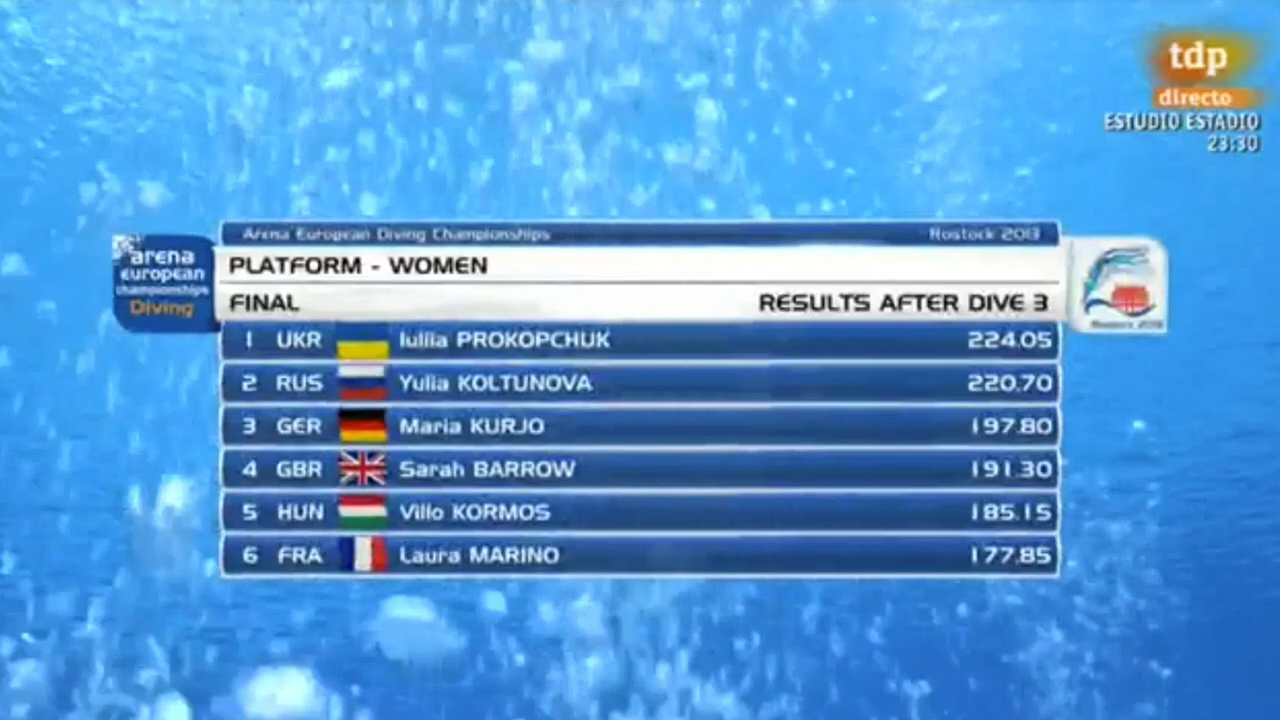 tdp
directo
ESTUDIO ESTADIO
23:30
Arena European Diving Championships Rostock 2013
arena
european
championships
Diving
PLATFORM - WOMEN
FINAL RESULTS AFTER DIVE 3
Rostock 2013
1 UKR Iuliia PROKOPCHUK 224.05
2 RUS Yulia KOLTUNOVA 220.70
3 GER Maria KURJO 197.80
4 GBR Sarah BARROW 191.30
5 HUN Villo KORMOS 185.15
6 FRA Laura MARINO 177.85